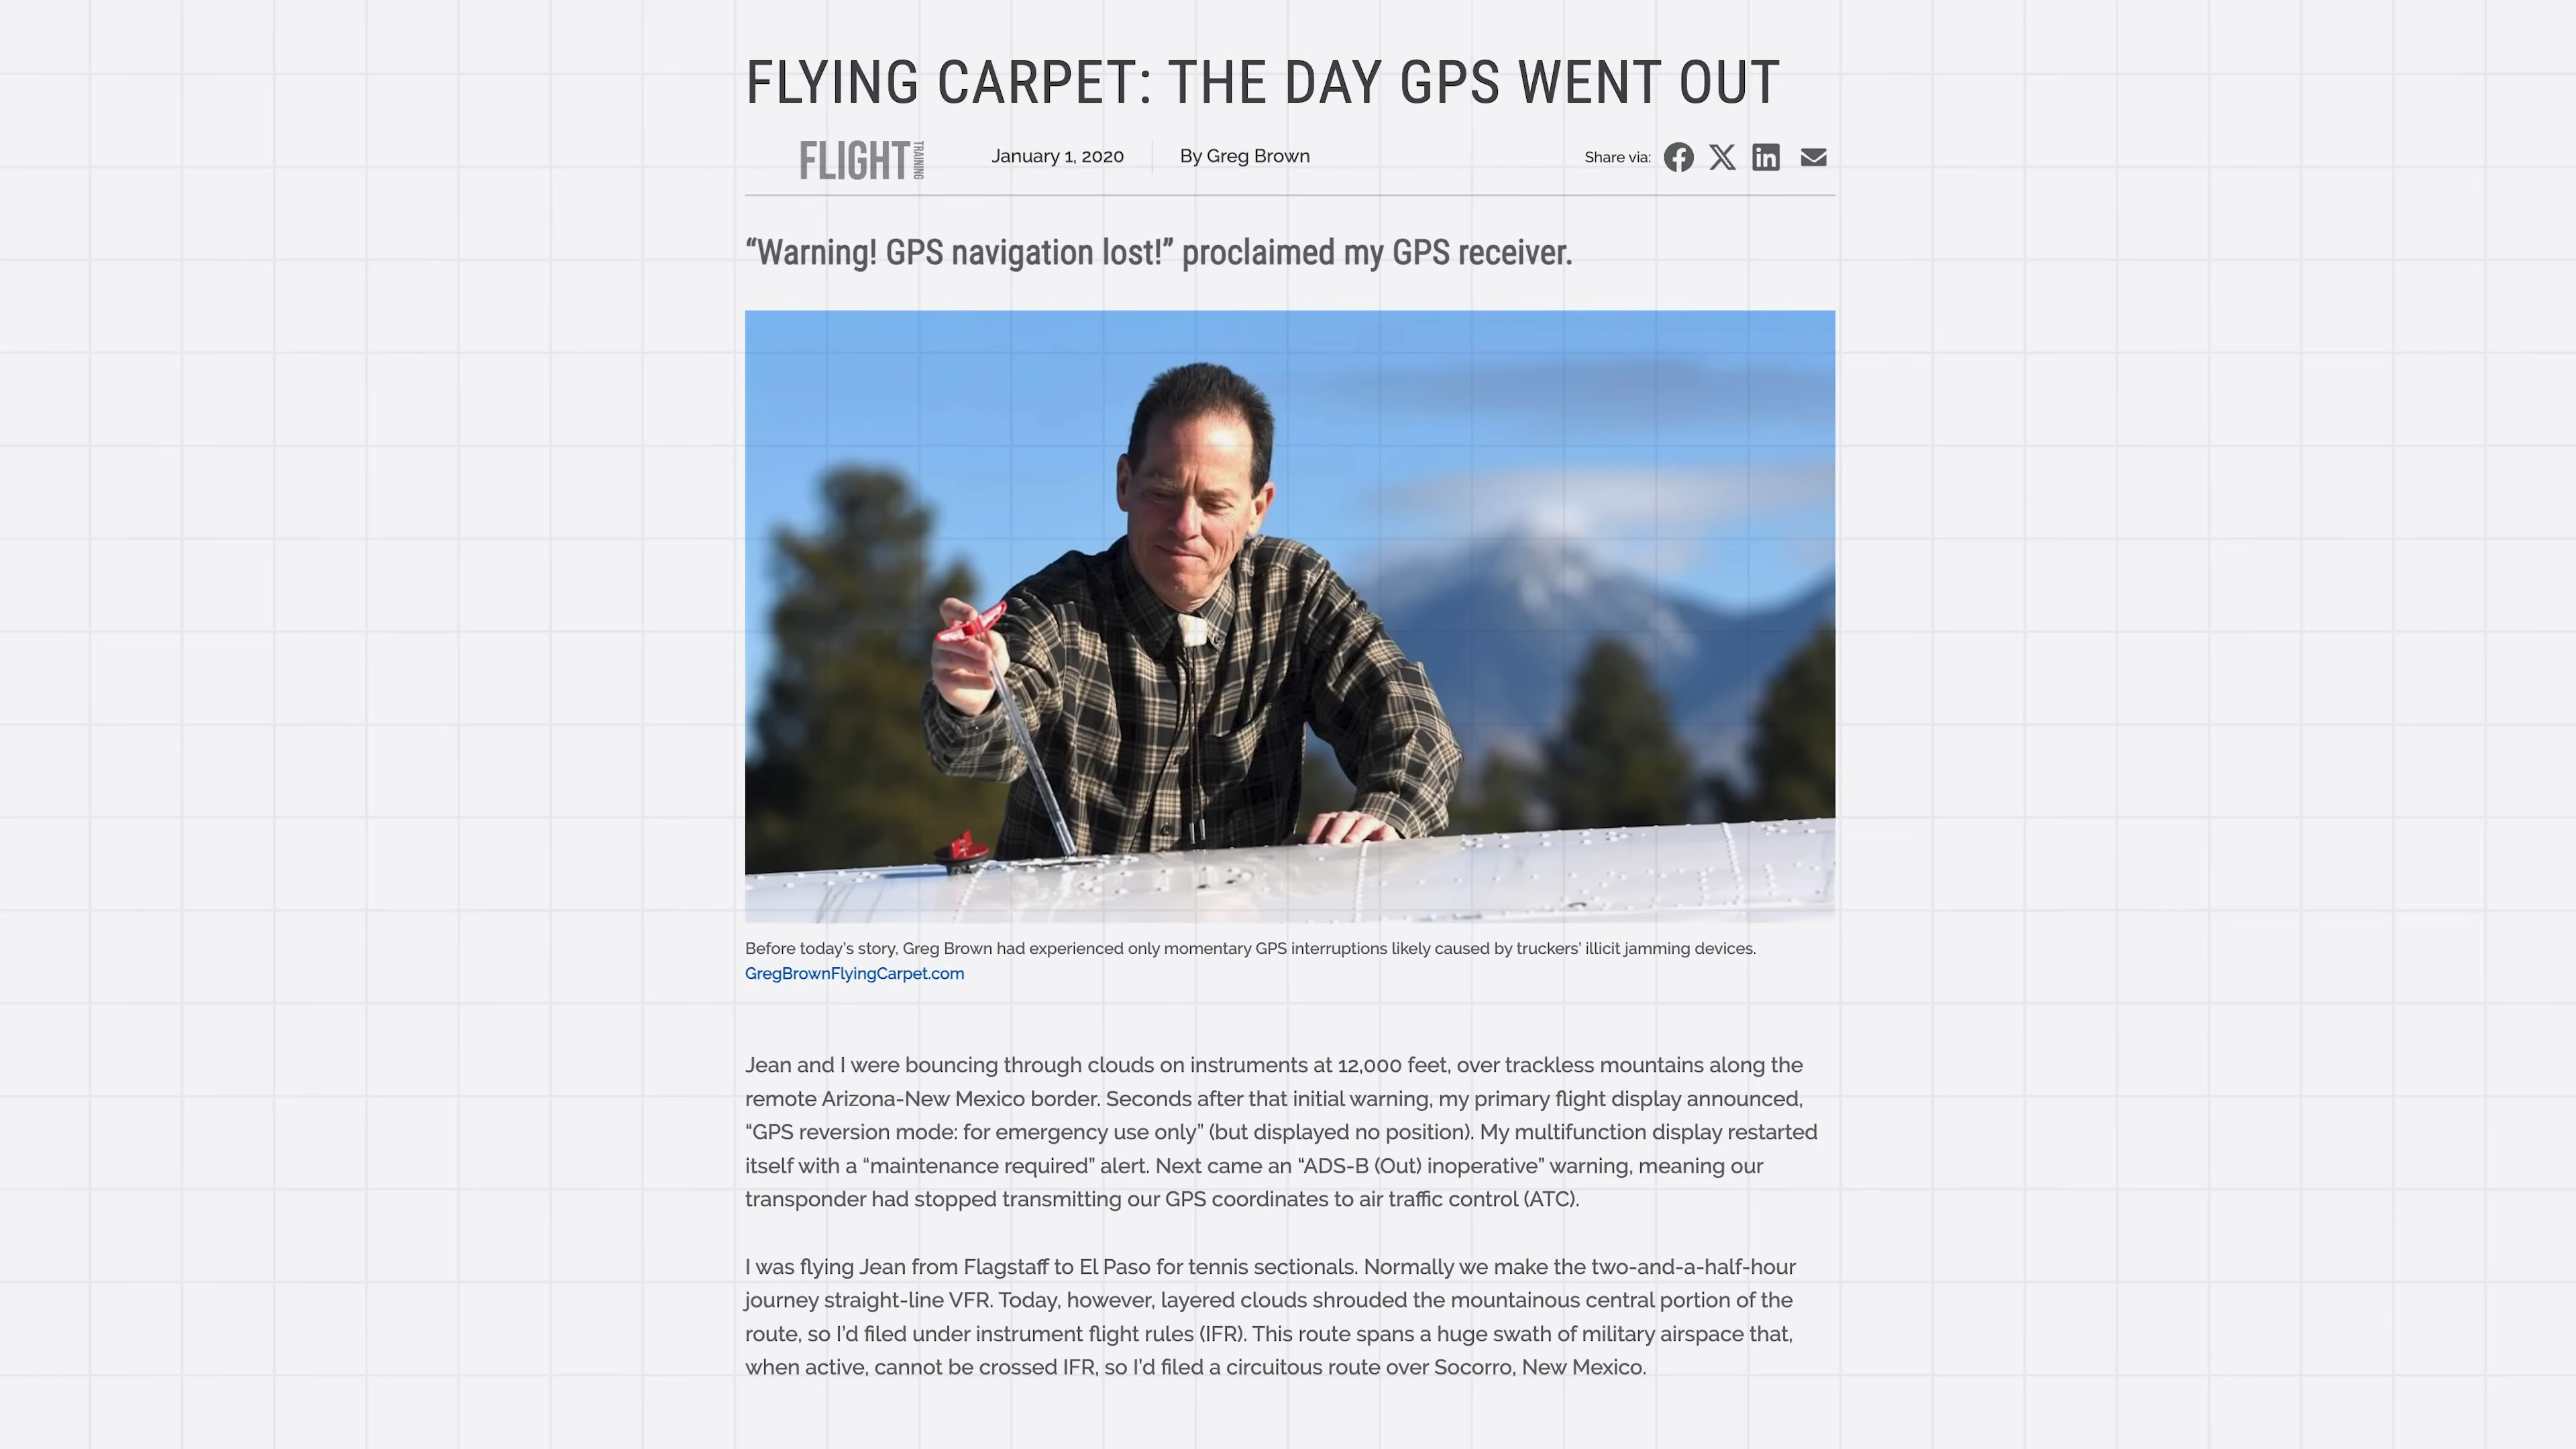 FLYING CARPET: THE DAY GPS WENT OUT
FLIGHT TRAINING
January 1, 2020
By Greg Brown
Share via:
“Warning! GPS navigation lost!” proclaimed my GPS receiver.
Before today’s story, Greg Brown had experienced only momentary GPS interruptions likely caused by truckers’ illicit jamming devices.
GregBrownFlyingCarpet.com
Jean and I were bouncing through clouds on instruments at 12,000 feet, over trackless mountains along the
remote Arizona-New Mexico border. Seconds after that initial warning, my primary flight display announced,
“GPS reversion mode: for emergency use only” (but displayed no position). My multifunction display restarted
itself with a “maintenance required” alert. Next came an “ADS-B (Out) inoperative” warning, meaning our
transponder had stopped transmitting our GPS coordinates to air traffic control (ATC).
I was flying Jean from Flagstaff to El Paso for tennis sectionals. Normally we make the two-and-a-half-hour
journey straight-line VFR. Today, however, layered clouds shrouded the mountainous central portion of the
route, so I’d filed under instrument flight rules (IFR). This route spans a huge swath of military airspace that,
when active, cannot be crossed IFR, so I’d filed a circuitous route over Socorro, New Mexico.